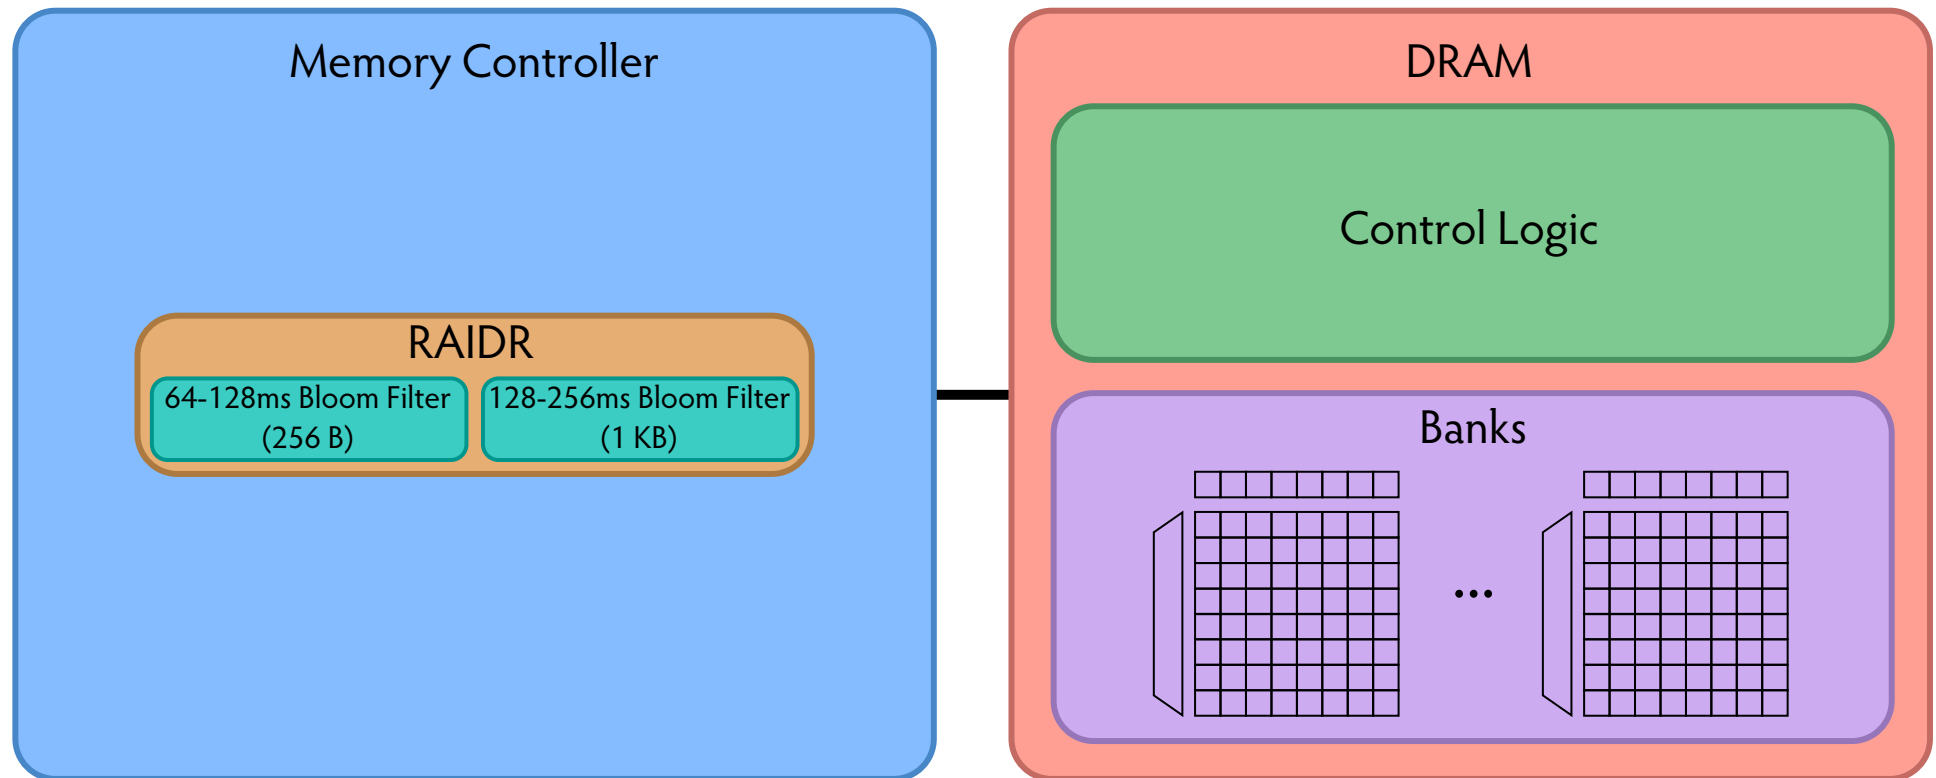 Memory Controller
RAIDR
64-128ms Bloom Filter
(256 B)
128-256ms Bloom Filter
(1 KB)
DRAM
Control Logic
Banks
...